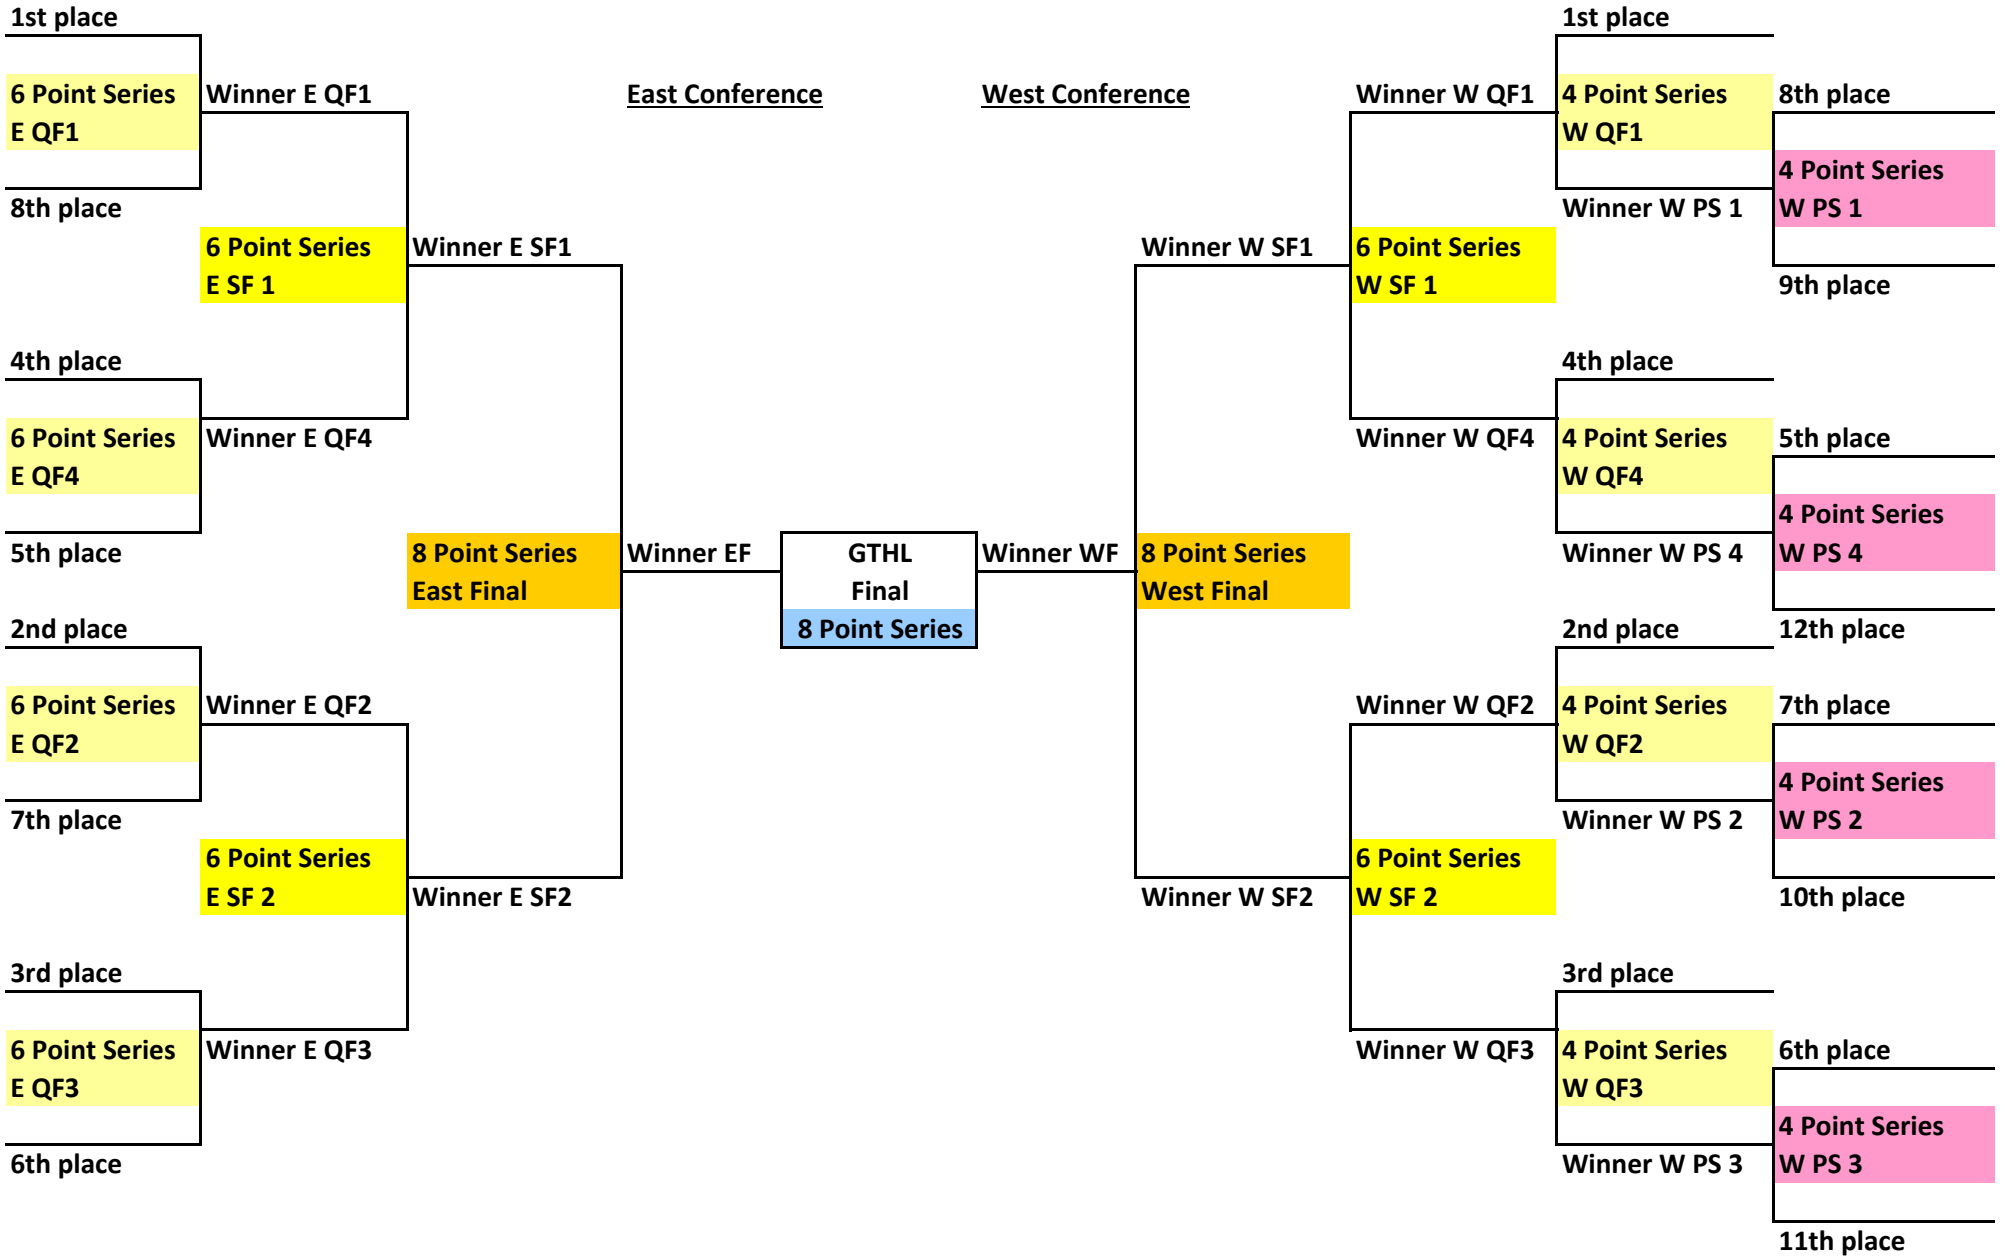 1st place
6 Point Series
E QF1
8th place
Winner E QF1
6 Point Series
E SF 1
4th place
6 Point Series
E QF4
5th place
Winner E QF4
Winner E SF1
8 Point Series
East Final
2nd place
6 Point Series
E QF2
7th place
Winner E QF2
6 Point Series
E SF 2
3rd place
6 Point Series
E QF3
6th place
Winner E QF3
Winner E SF2
East Conference
Winner EF
GTHL
Final
8 Point Series
West Conference
Winner WF
8 Point Series
West Final
Winner W SF1
Winner W SF2
Winner W QF1
6 Point Series
W SF 1
Winner W QF4
Winner W QF2
6 Point Series
W SF 2
Winner W QF3
1st place
4 Point Series
W QF1
Winner W PS 1
8th place
4 Point Series
W PS 1
9th place
4th place
4 Point Series
W QF4
Winner W PS 4
5th place
4 Point Series
W PS 4
12th place
2nd place
4 Point Series
W QF2
Winner W PS 2
7th place
4 Point Series
W PS 2
10th place
3rd place
4 Point Series
W QF3
Winner W PS 3
6th place
4 Point Series
W PS 3
11th place